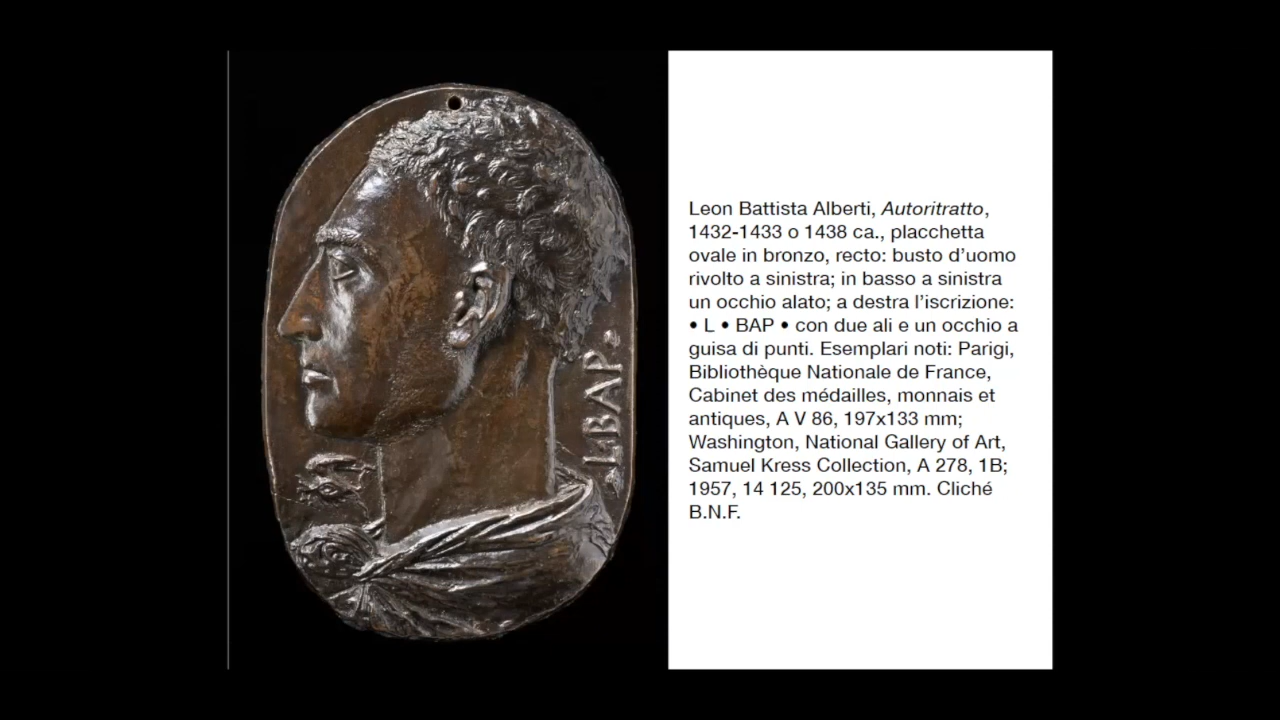 L·BAP·
Leon Battista Alberti, Autoritratto,
1432-1433 o 1438 ca., placchetta
ovale in bronzo, recto: busto d’uomo
rivolto a sinistra; in basso a sinistra
un occhio alato; a destra l’iscrizione:
• L • BAP • con due ali e un occhio a
guisa di punti. Esemplari noti: Parigi,
Bibliothèque Nationale de France,
Cabinet des médailles, monnais et
antiques, A V 86, 197x133 mm;
Washington, National Gallery of Art,
Samuel Kress Collection, A 278, 1B;
1957, 14 125, 200x135 mm. Cliché
B.N.F.